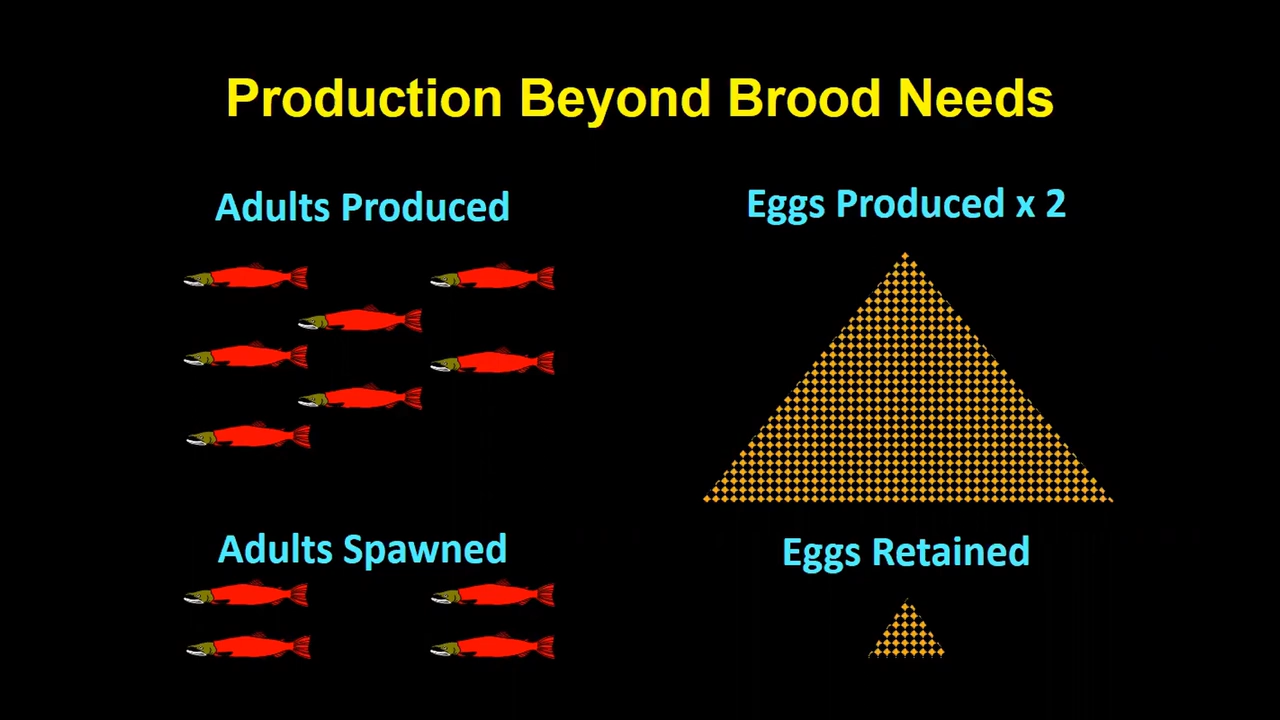 Production Beyond Brood Needs
Adults Produced
Eggs Produced x 2
Adults Spawned
Eggs Retained